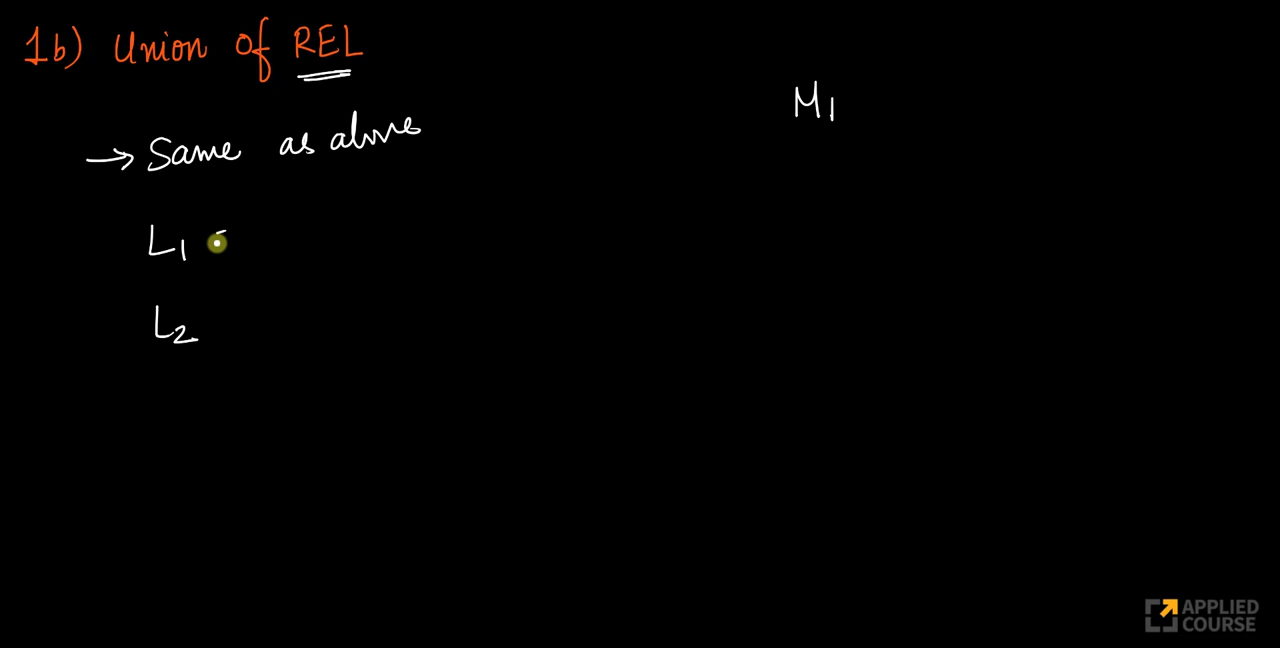 1b) Union of REL
M1
→ Same as above
L1 -
L2
APPLIED
COURSE